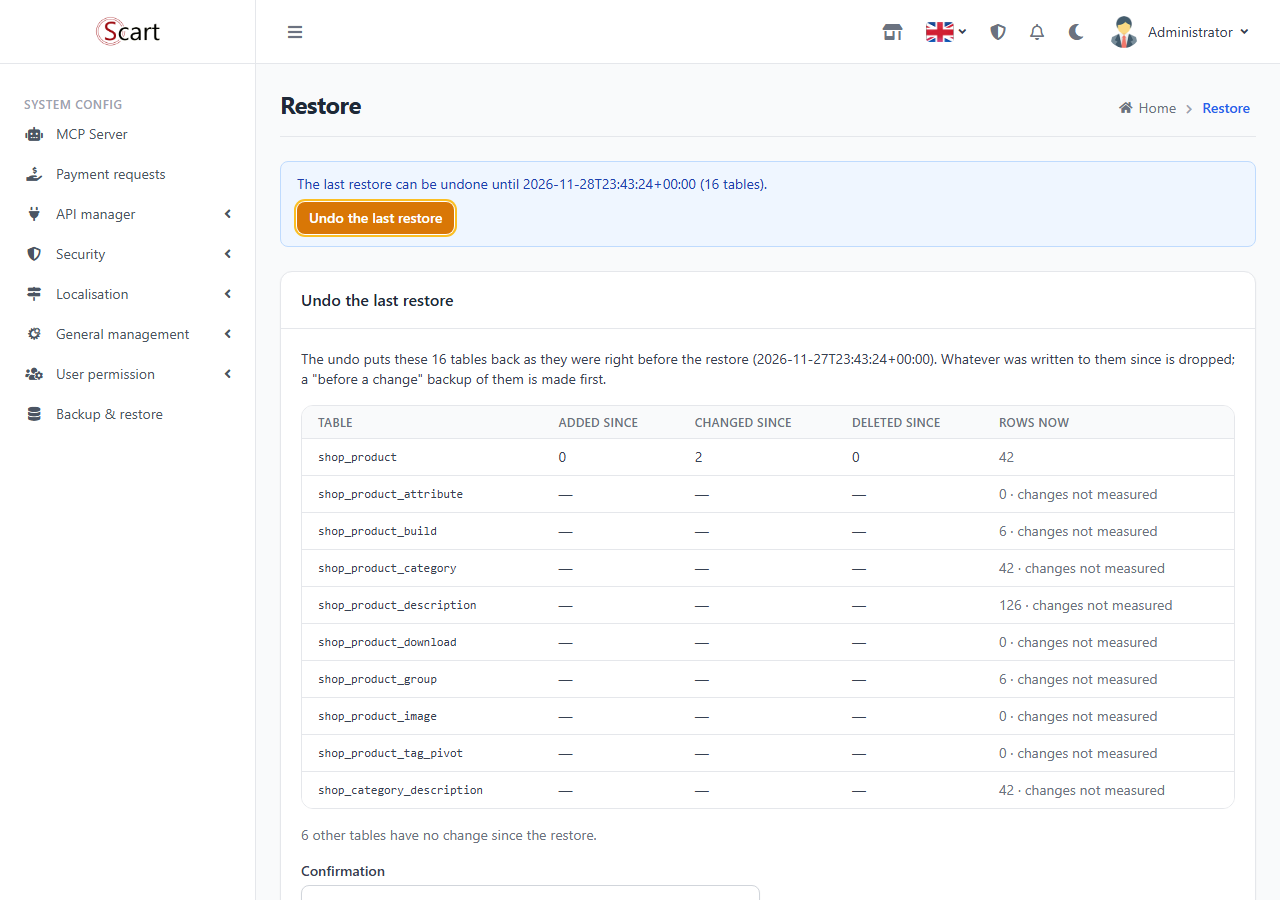 Scart
Administrator
SYSTEM CONFIG
MCP Server
Payment requests
API manager
Security
Localisation
General management
User permission
Backup & restore
Restore
Home
Restore
The last restore can be undone until 2026-11-28T23:43:24+00:00 (16 tables).
Undo the last restore
Undo the last restore
The undo puts these 16 tables back as they were right before the restore (2026-11-27T23:43:24+00:00). Whatever was written to them since is dropped;
a "before a change" backup of them is made first.
TABLE ADDED SINCE CHANGED SINCE DELETED SINCE ROWS NOW
shop_product 0 2 0 42
shop_product_attribute — — — 0 · changes not measured
shop_product_build — — — 6 · changes not measured
shop_product_category — — — 42 · changes not measured
shop_product_description — — — 126 · changes not measured
shop_product_download — — — 0 · changes not measured
shop_product_group — — — 6 · changes not measured
shop_product_image — — — 0 · changes not measured
shop_product_tag_pivot — — — 0 · changes not measured
shop_category_description — — — 42 · changes not measured
6 other tables have no change since the restore.
Confirmation